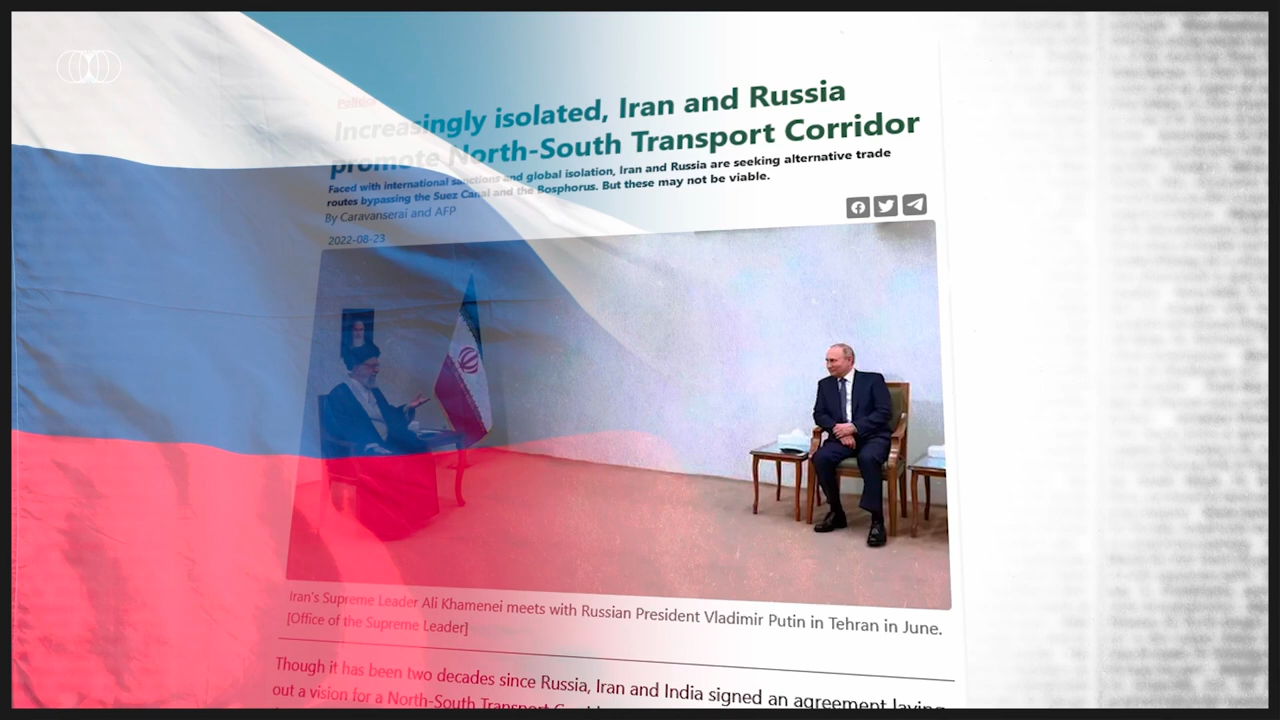 Politics
Increasingly isolated, Iran and Russia
promote North-South Transport Corridor
Faced with international sanctions and global isolation, Iran and Russia are seeking alternative trade
routes bypassing the Suez Canal and the Bosphorus. But these may not be viable.
By Caravanserai and AFP
2022-08-23
Iran's Supreme Leader Ali Khamenei meets with Russian President Vladimir Putin in Tehran in June.
[Office of the Supreme Leader]
Though it has been two decades since Russia, Iran and India signed an agreement laying
out a vision for a North-South Transport